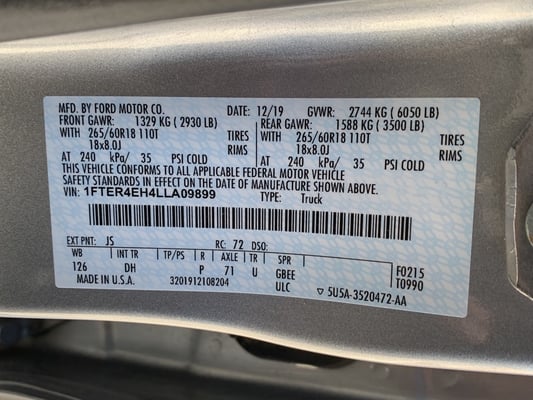 MFD. BY FORD MOTOR CO. DATE: 12/19 GVWR: 2744 KG ( 6050 LB)
FRONT GAWR: 1329 KG ( 2930 LB) REAR GAWR: 1588 KG ( 3500 LB)
WITH 265/60R18 110T TIRES WITH 265/60R18 110T TIRES
18x8.0J RIMS 18x8.0J RIMS
AT 240 kPa/ 35 PSI COLD AT 240 kPa/ 35 PSI COLD
THIS VEHICLE CONFORMS TO ALL APPLICABLE FEDERAL MOTOR VEHICLE
SAFETY STANDARDS IN EFFECT ON THE DATE OF MANUFACTURE SHOWN ABOVE.
VIN: 1FTER4EH4LLA09899 TYPE: Truck
EXT PNT: JS RC: 72 DSO:
WB INT TR TP/PS R AXLE TR SPR
126 DH P 71 U GBEE F0215
ULC T0990
MADE IN U.S.A. 3201912108204 ▽ 5U5A-3520472-AA